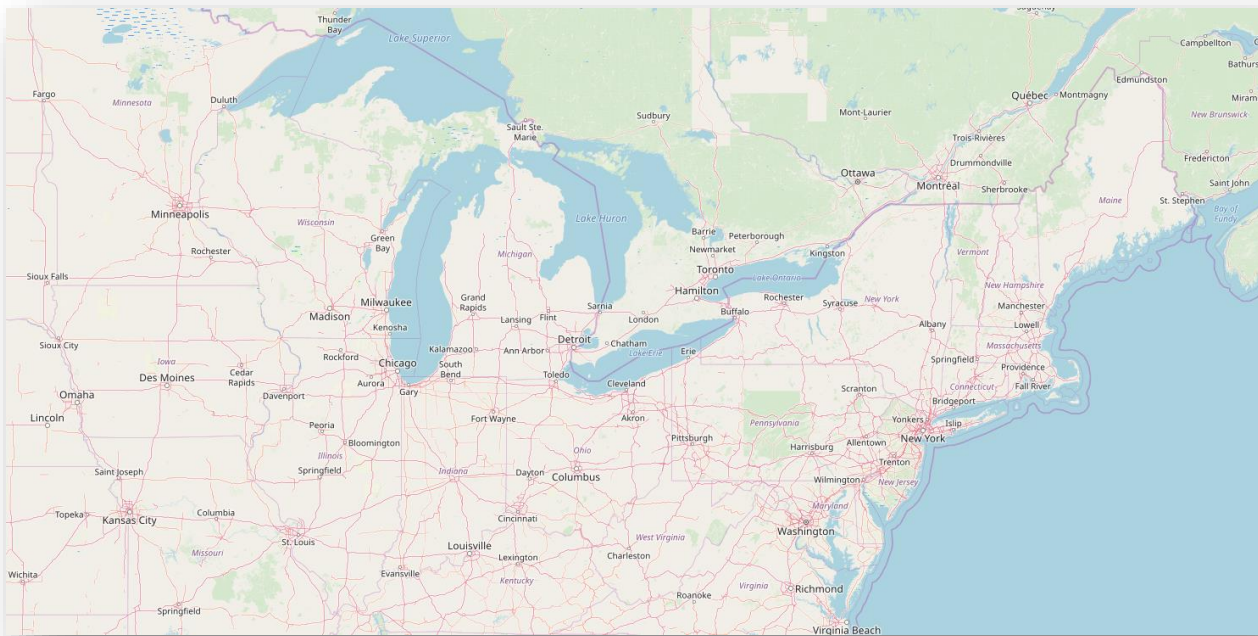 Thunder
Bay
Lake Superior
Saguenay
Campbellton
Bathurs
Fargo
Minnesota
Duluth
Sault Ste.
Marie
Sudbury
Mont-Laurier
Québec
Montmagny
Edmundston
Miram
New Brunswick
Trois-Rivières
Drummondville
Fredericton
Ottawa
Montréal
Sherbrooke
Saint John
Minneapolis
Wisconsin
Green
Bay
Lake Huron
Barrie
Peterborough
Newmarket
Kingston
Maine
St. Stephen
Bay of
Fundy
Rochester
Michigan
Toronto
Lake Ontario
Vermont
Sioux Falls
Hamilton
Rochester
Syracuse
New York
New Hampshire
Manchester
Milwaukee
Madison
Kenosha
Grand
Rapids
Lansing
Flint
Sarnia
London
Buffalo
Albany
Lowell
Massachusetts
Sioux City
Iowa
Rockford
Chicago
Kalamazoo
Ann Arbor
Detroit
Chatham
Lake Erie
Erie
Springfield
Providence
Des Moines
Cedar
Rapids
Aurora
Gary
South
Bend
Toledo
Cleveland
Scranton
Connecticut
Fall River
Omaha
Davenport
Bridgeport
Lincoln
Peoria
Fort Wayne
Akron
Pennsylvania
Yonkers
Islip
New York
Bloomington
Illinois
Pittsburgh
Harrisburg
Allentown
Trenton
Saint Joseph
Springfield
Indiana
Ohio
Dayton
Columbus
Wilmington
New Jersey
Topeka
Kansas City
Columbia
Cincinnati
Maryland
Washington
Missouri
St. Louis
Louisville
Lexington
West Virginia
Charleston
Wichita
Evansville
Kentucky
Virginia
Richmond
Springfield
Roanoke
Virginia Beach